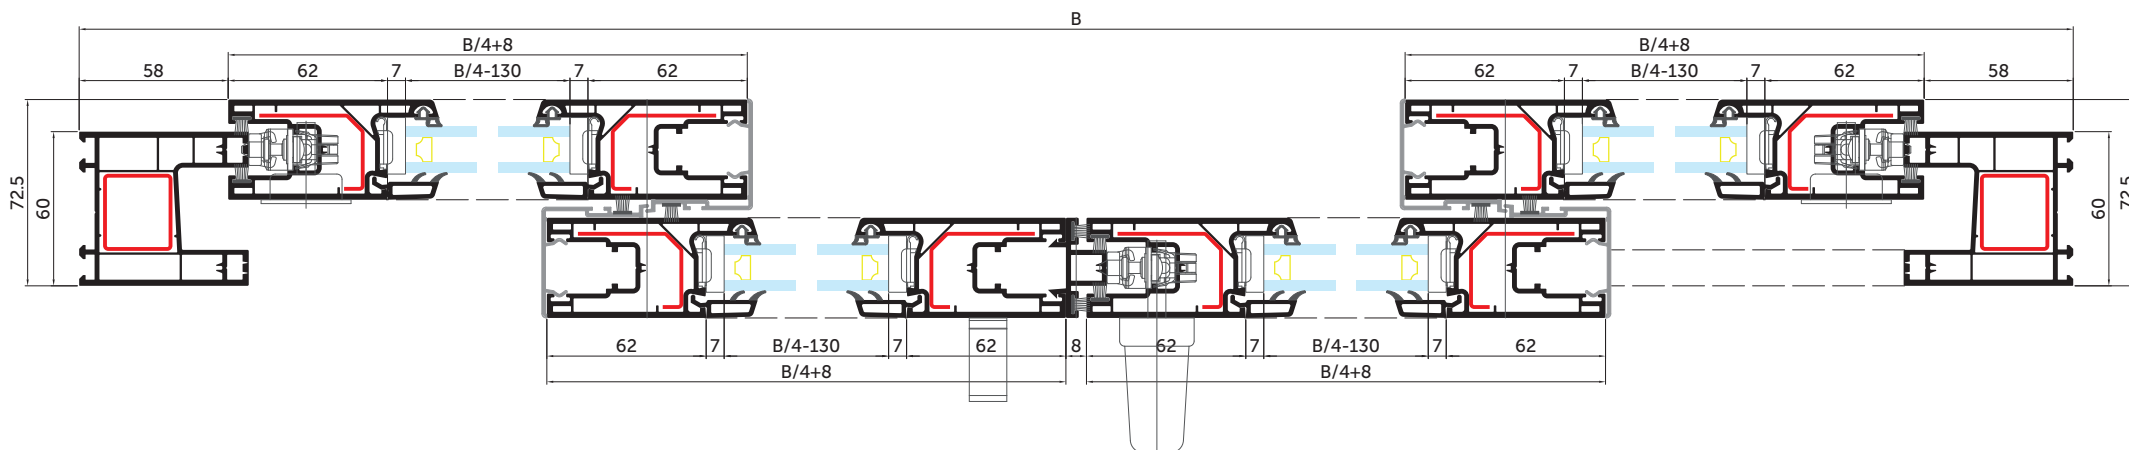 B
B/4+8 B/4+8
58 62 7 B/4-130 7 62 62 7 B/4-130 7 62 58
72.5 60 60 72.5
62 7 B/4-130 7 62 8 62 7 B/4-130 7 62
B/4+8 B/4+8